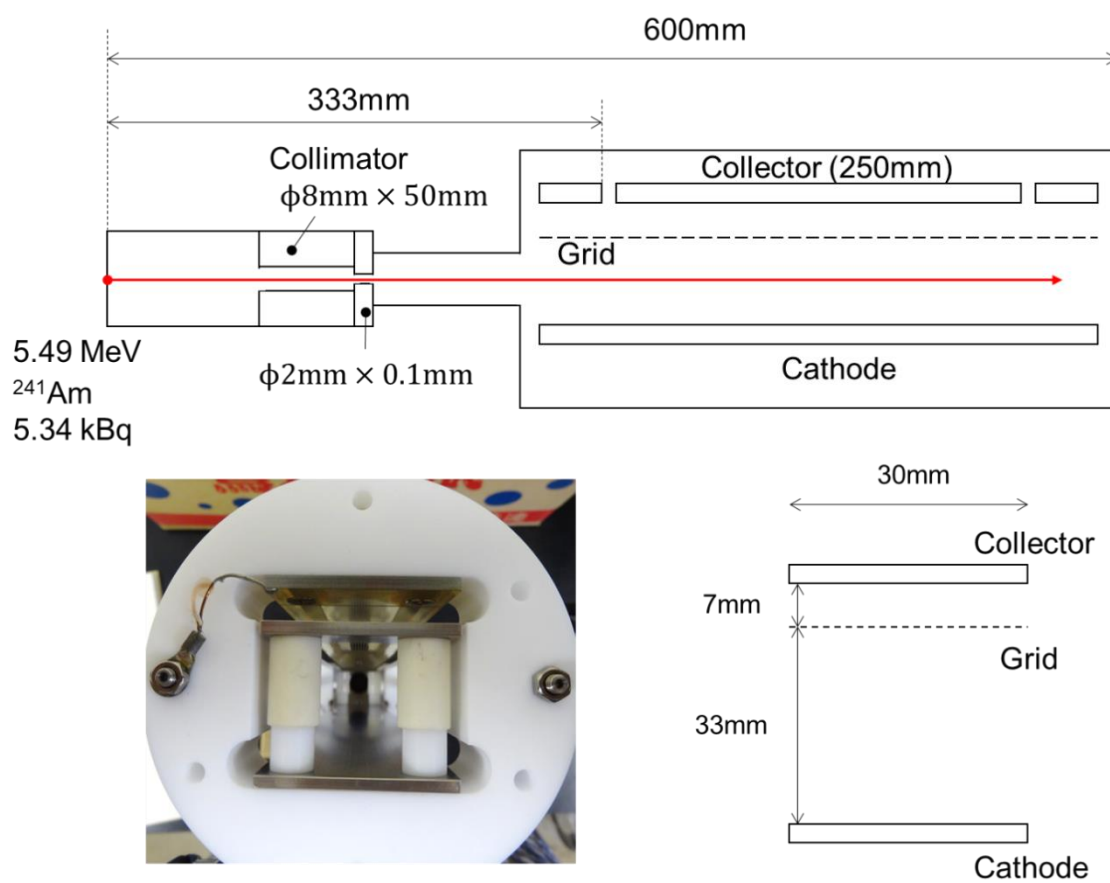 600mm
333mm
Collimator
ϕ8mm × 50mm
Collector (250mm)
Grid
5.49 MeV
²⁴¹Am
5.34 kBq
ϕ2mm × 0.1mm
Cathode
30mm
Collector
7mm
Grid
33mm
Cathode